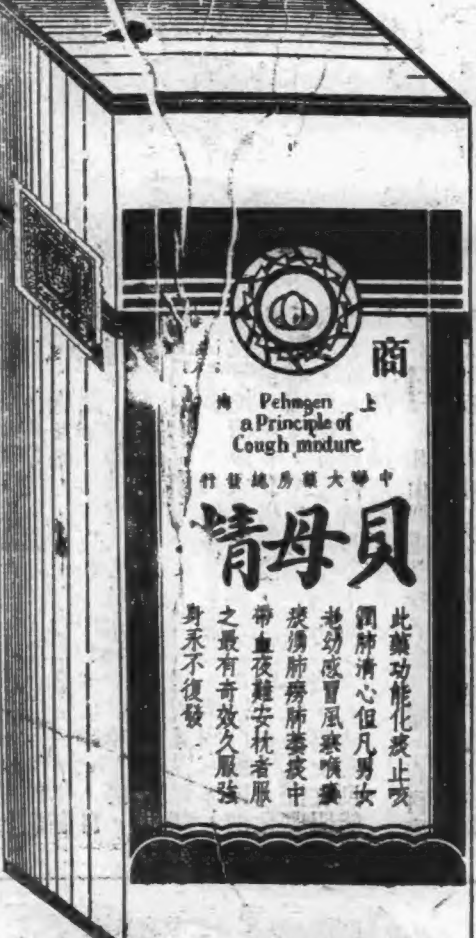 商
上 Pehmgen 海
a Principle of
Cough mixture
中聯大藥房總發行
貝母精
此藥功能化痰止咳
潤肺清心但凡男女
老幼感冒風寒喉癢
痰湧肺癆肺萎痰中
帶血夜難安枕者服
之最有奇效久服強
身永不復發